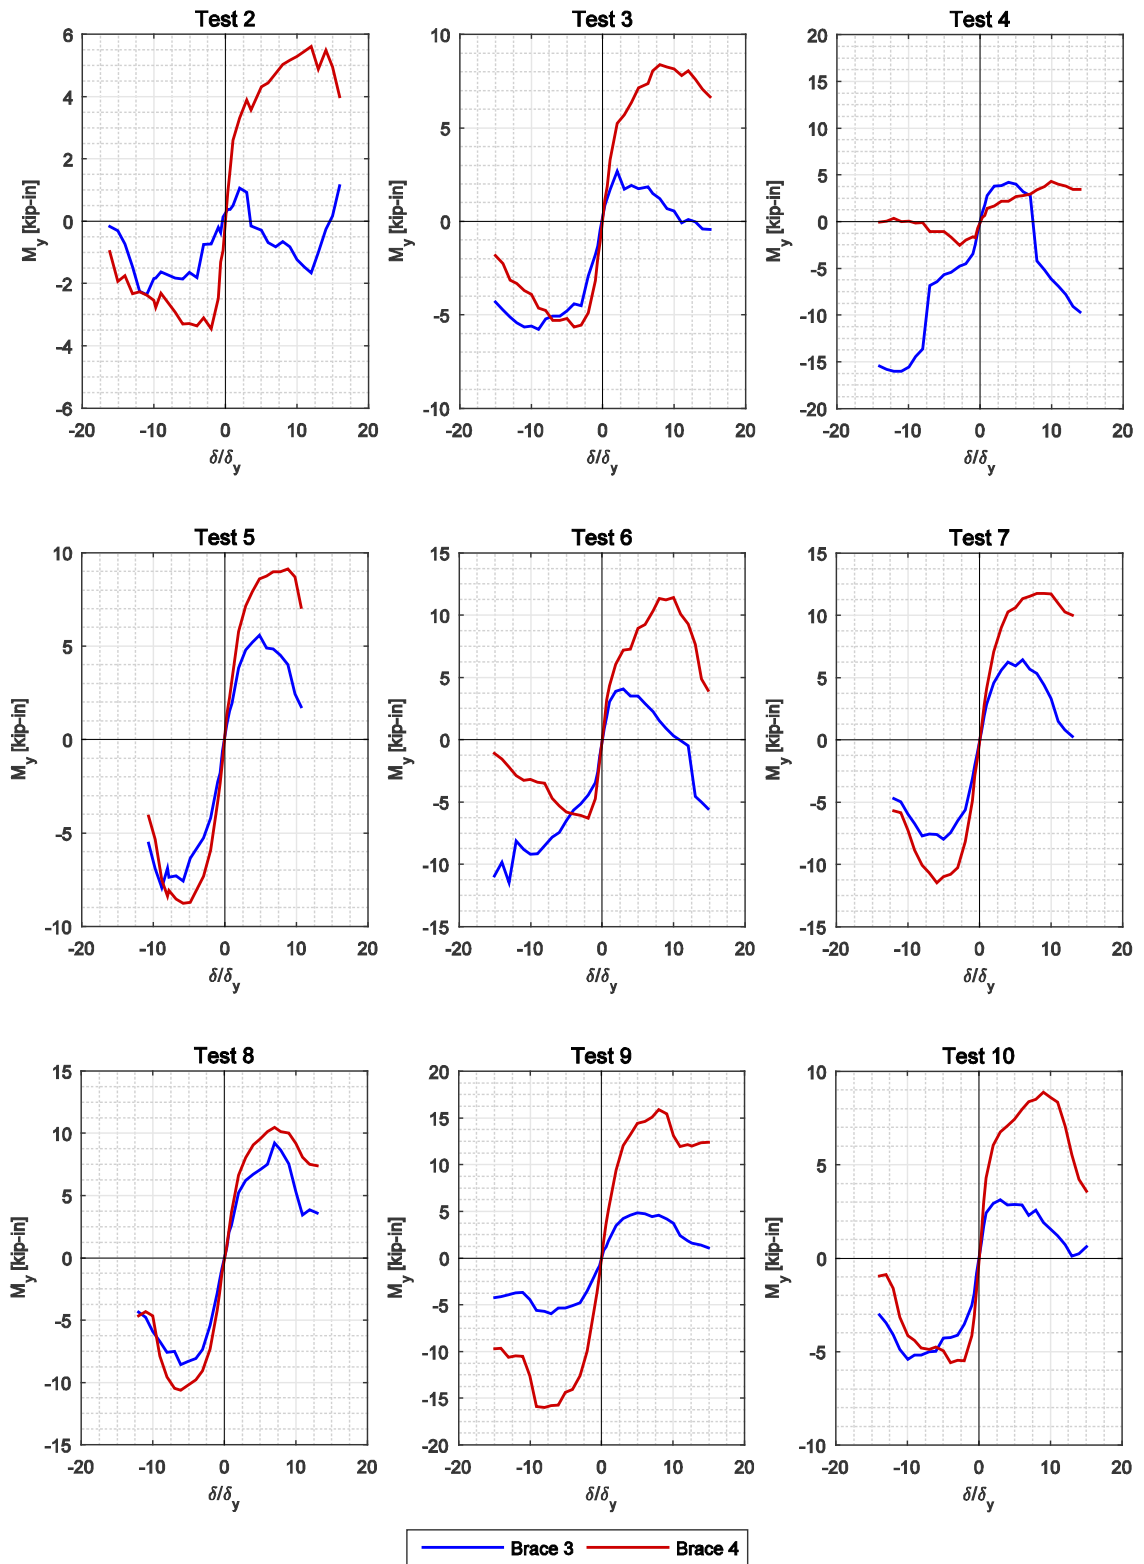 Test 2
6
4
2
0
-2
-4
-6
-20 -10 0 10 20
M_y [kip-in]
δ/δ_y
Test 3
10
5
0
-5
-10
-20 -10 0 10 20
M_y [kip-in]
δ/δ_y
Test 4
20
15
10
5
0
-5
-10
-15
-20
-20 -10 0 10 20
M_y [kip-in]
δ/δ_y
Test 5
10
5
0
-5
-10
-20 -10 0 10 20
M_y [kip-in]
δ/δ_y
Test 6
15
10
5
0
-5
-10
-15
-20 -10 0 10 20
M_y [kip-in]
δ/δ_y
Test 7
15
10
5
0
-5
-10
-15
-20 -10 0 10 20
M_y [kip-in]
δ/δ_y
Test 8
15
10
5
0
-5
-10
-15
-20 -10 0 10 20
M_y [kip-in]
δ/δ_y
Test 9
20
15
10
5
0
-5
-10
-15
-20
-20 -10 0 10 20
M_y [kip-in]
δ/δ_y
Test 10
10
5
0
-5
-10
-20 -10 0 10 20
M_y [kip-in]
δ/δ_y
Brace 3 Brace 4